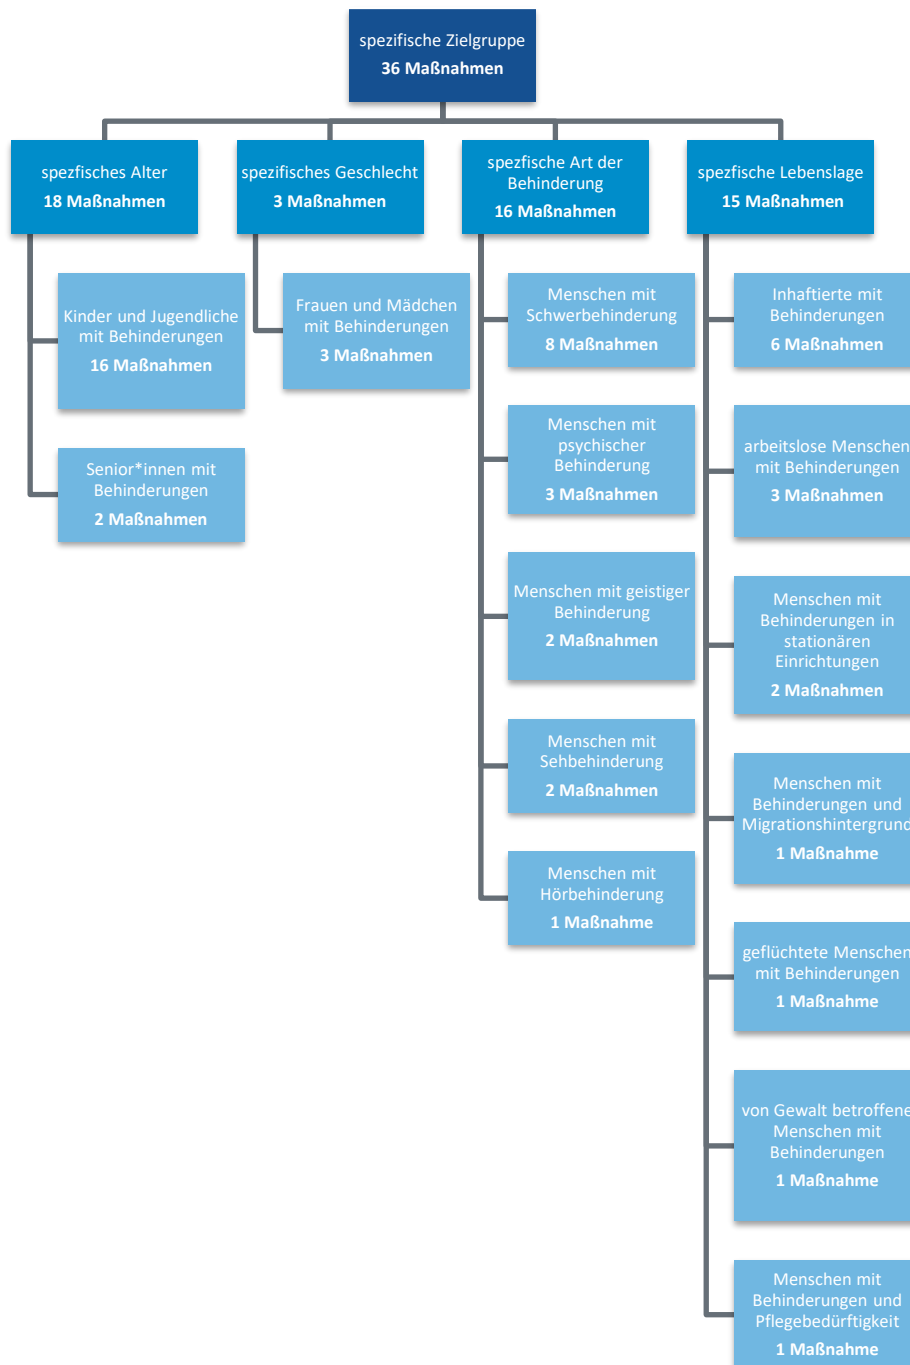 spezifische Zielgruppe
36 Maßnahmen
spezfisches Alter
18 Maßnahmen
Kinder und Jugendliche
mit Behinderungen
16 Maßnahmen
Senior*innen mit
Behinderungen
2 Maßnahmen
spezifisches Geschlecht
3 Maßnahmen
Frauen und Mädchen
mit Behinderungen
3 Maßnahmen
spezfische Art der
Behinderung
16 Maßnahmen
Menschen mit
Schwerbehinderung
8 Maßnahmen
Menschen mit
psychischer
Behinderung
3 Maßnahmen
Menschen mit geistiger
Behinderung
2 Maßnahmen
Menschen mit
Sehbehinderung
2 Maßnahmen
Menschen mit
Hörbehinderung
1 Maßnahme
spezfische Lebenslage
15 Maßnahmen
Inhaftierte mit
Behinderungen
6 Maßnahmen
arbeitslose Menschen
mit Behinderungen
3 Maßnahmen
Menschen mit
Behinderungen in
stationären
Einrichtungen
2 Maßnahmen
Menschen mit
Behinderungen und
Migrationshintergrund
1 Maßnahme
geflüchtete Menschen
mit Behinderungen
1 Maßnahme
von Gewalt betroffene
Menschen mit
Behinderungen
1 Maßnahme
Menschen mit
Behinderungen und
Pflegebedürftigkeit
1 Maßnahme